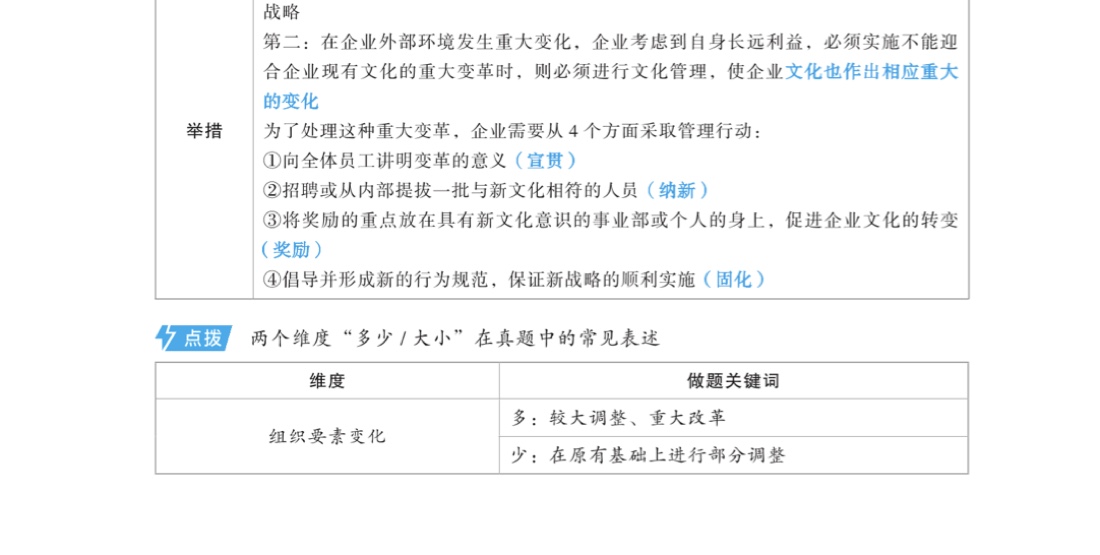 战略
第二：在企业外部环境发生重大变化，企业考虑到自身长远利益，必须实施不能迎
合企业现有文化的重大变革时，则必须进行文化管理，使企业文化也作出相应重大
的变化
举措
为了处理这种重大变革，企业需要从 4 个方面采取管理行动：
①向全体员工讲明变革的意义（宣贯）
②招聘或从内部提拔一批与新文化相符的人员（纳新）
③将奖励的重点放在具有新文化意识的事业部或个人的身上，促进企业文化的转变
（奖励）
④倡导并形成新的行为规范，保证新战略的顺利实施（固化）
点拨 两个维度“多少 / 大小”在真题中的常见表述
维度 做题关键词
组织要素变化
多：较大调整、重大改革
少：在原有基础上进行部分调整